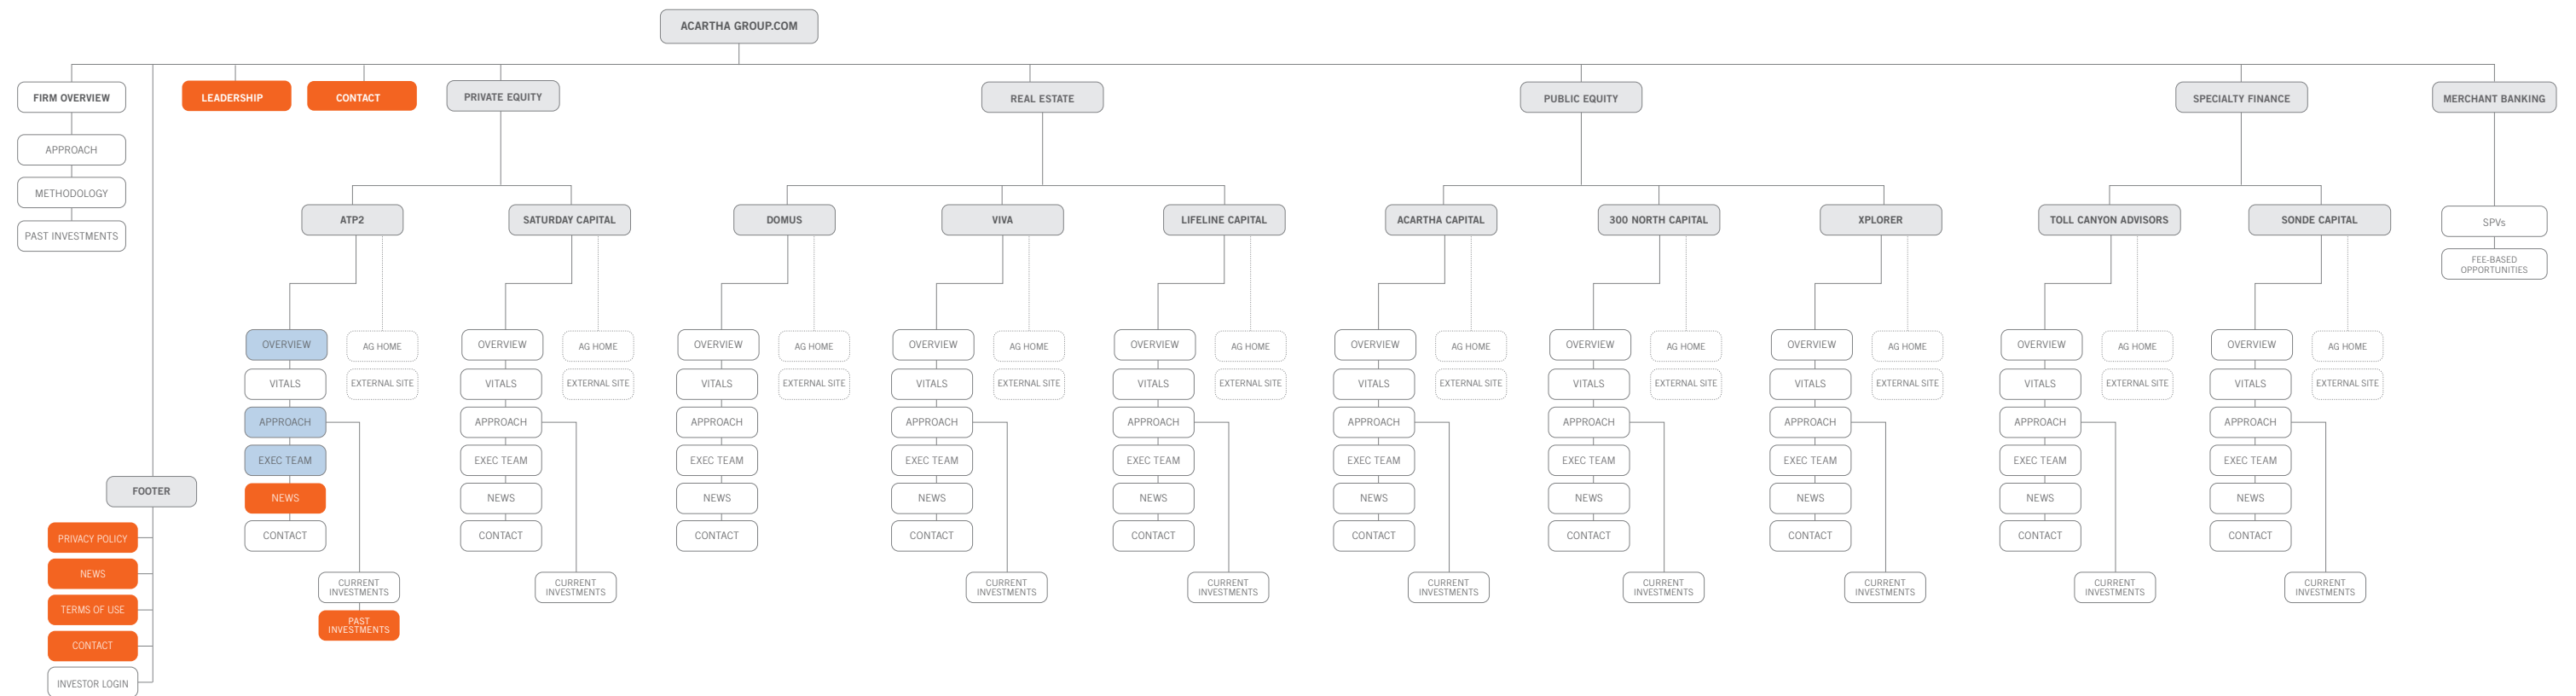 ACARTHA GROUP.COM
FIRM OVERVIEW
LEADERSHIP
CONTACT
PRIVATE EQUITY
REAL ESTATE
PUBLIC EQUITY
SPECIALTY FINANCE
MERCHANT BANKING
APPROACH
METHODOLOGY
PAST INVESTMENTS
ATP2
SATURDAY CAPITAL
DOMUS
VIVA
LIFELINE CAPITAL
ACARTHA CAPITAL
300 NORTH CAPITAL
XPLORER
TOLL CANYON ADVISORS
SONDE CAPITAL
SPVs
FEE-BASED
OPPORTUNITIES
OVERVIEW
AG HOME
OVERVIEW
AG HOME
OVERVIEW
AG HOME
OVERVIEW
AG HOME
OVERVIEW
AG HOME
OVERVIEW
AG HOME
OVERVIEW
AG HOME
OVERVIEW
AG HOME
OVERVIEW
AG HOME
OVERVIEW
AG HOME
VITALS
EXTERNAL SITE
VITALS
EXTERNAL SITE
VITALS
EXTERNAL SITE
VITALS
EXTERNAL SITE
VITALS
EXTERNAL SITE
VITALS
EXTERNAL SITE
VITALS
EXTERNAL SITE
VITALS
EXTERNAL SITE
VITALS
EXTERNAL SITE
VITALS
EXTERNAL SITE
APPROACH
APPROACH
APPROACH
APPROACH
APPROACH
APPROACH
APPROACH
APPROACH
APPROACH
APPROACH
EXEC TEAM
EXEC TEAM
EXEC TEAM
EXEC TEAM
EXEC TEAM
EXEC TEAM
EXEC TEAM
EXEC TEAM
EXEC TEAM
EXEC TEAM
FOOTER
NEWS
NEWS
NEWS
NEWS
NEWS
NEWS
NEWS
NEWS
NEWS
NEWS
PRIVACY POLICY
CONTACT
CONTACT
CONTACT
CONTACT
CONTACT
CONTACT
CONTACT
CONTACT
CONTACT
CONTACT
NEWS
CURRENT
INVESTMENTS
CURRENT
INVESTMENTS
CURRENT
INVESTMENTS
CURRENT
INVESTMENTS
CURRENT
INVESTMENTS
CURRENT
INVESTMENTS
CURRENT
INVESTMENTS
CURRENT
INVESTMENTS
CURRENT
INVESTMENTS
TERMS OF USE
PAST
INVESTMENTS
CONTACT
INVESTOR LOGIN